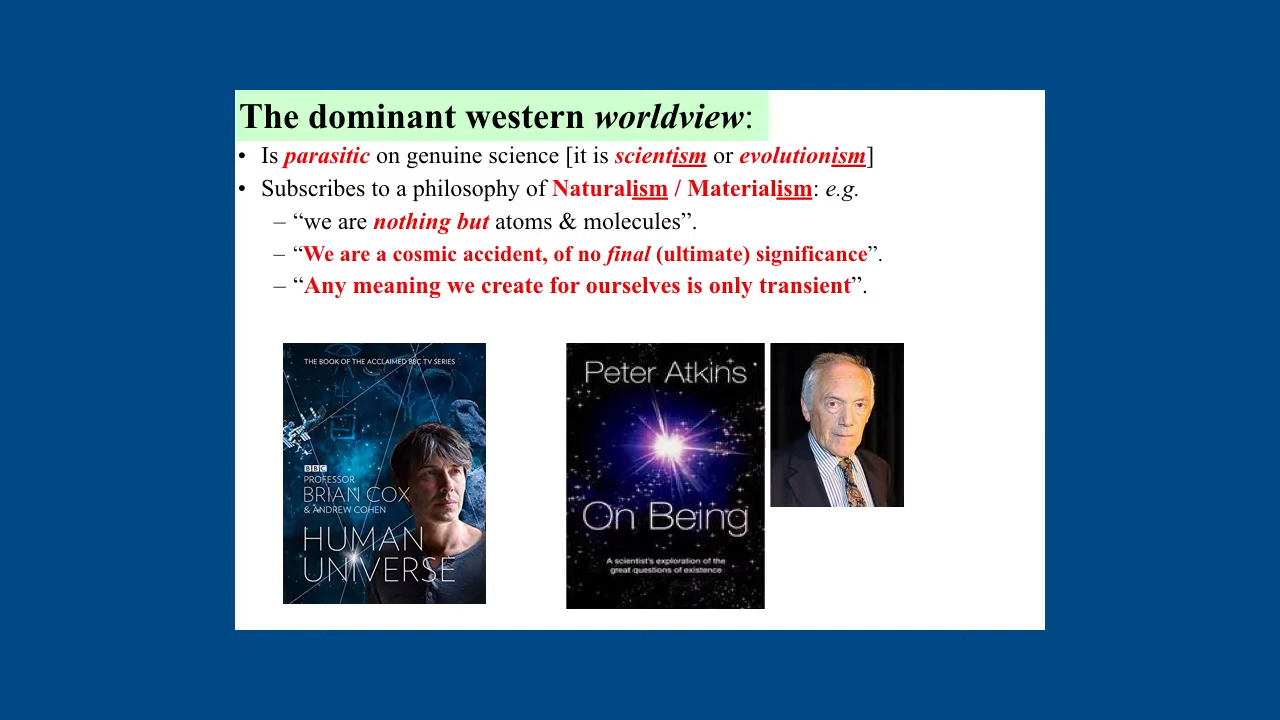 The dominant western worldview:
• Is parasitic on genuine science [it is scientism or evolutionism]
• Subscribes to a philosophy of Naturalism / Materialism: e.g.
– “we are nothing but atoms & molecules”.
– “We are a cosmic accident, of no final (ultimate) significance”.
– “Any meaning we create for ourselves is only transient”.
THE BOOK OF THE ACCLAIMED BBC TV SERIES
BBC
PROFESSOR
BRIAN COX
& ANDREW COHEN
HUMAN
UNIVERSE
Peter Atkins
On Being
A scientist's exploration of the
great questions of existence